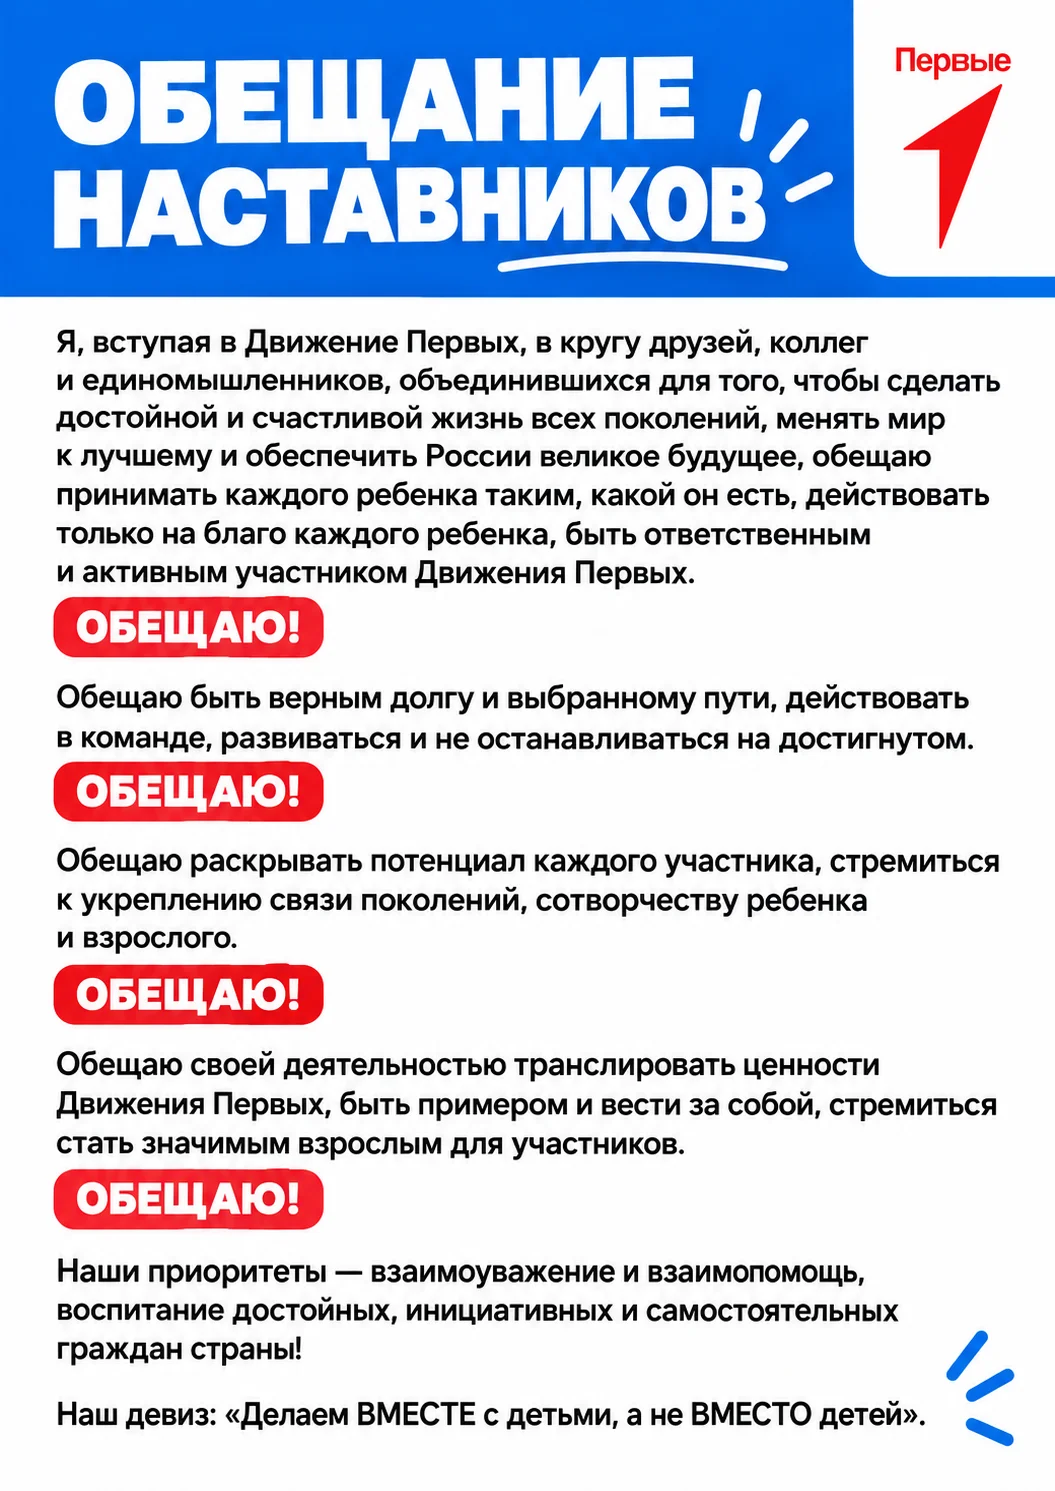 ОБЕЩАНИЕ
НАСТАВНИКОВ
Первые
Я, вступая в Движение Первых, в кругу друзей, коллег
и единомышленников, объединившихся для того, чтобы сделать
достойной и счастливой жизнь всех поколений, менять мир
к лучшему и обеспечить России великое будущее, обещаю
принимать каждого ребенка таким, какой он есть, действовать
только на благо каждого ребенка, быть ответственным
и активным участником Движения Первых.
ОБЕЩАЮ!
Обещаю быть верным долгу и выбранному пути, действовать
в команде, развиваться и не останавливаться на достигнутом.
ОБЕЩАЮ!
Обещаю раскрывать потенциал каждого участника, стремиться
к укреплению связи поколений, сотворчеству ребенка
и взрослого.
ОБЕЩАЮ!
Обещаю своей деятельностью транслировать ценности
Движения Первых, быть примером и вести за собой, стремиться
стать значимым взрослым для участников.
ОБЕЩАЮ!
Наши приоритеты — взаимоуважение и взаимопомощь,
воспитание достойных, инициативных и самостоятельных
граждан страны!
Наш девиз: «Делаем ВМЕСТЕ с детьми, а не ВМЕСТО детей».